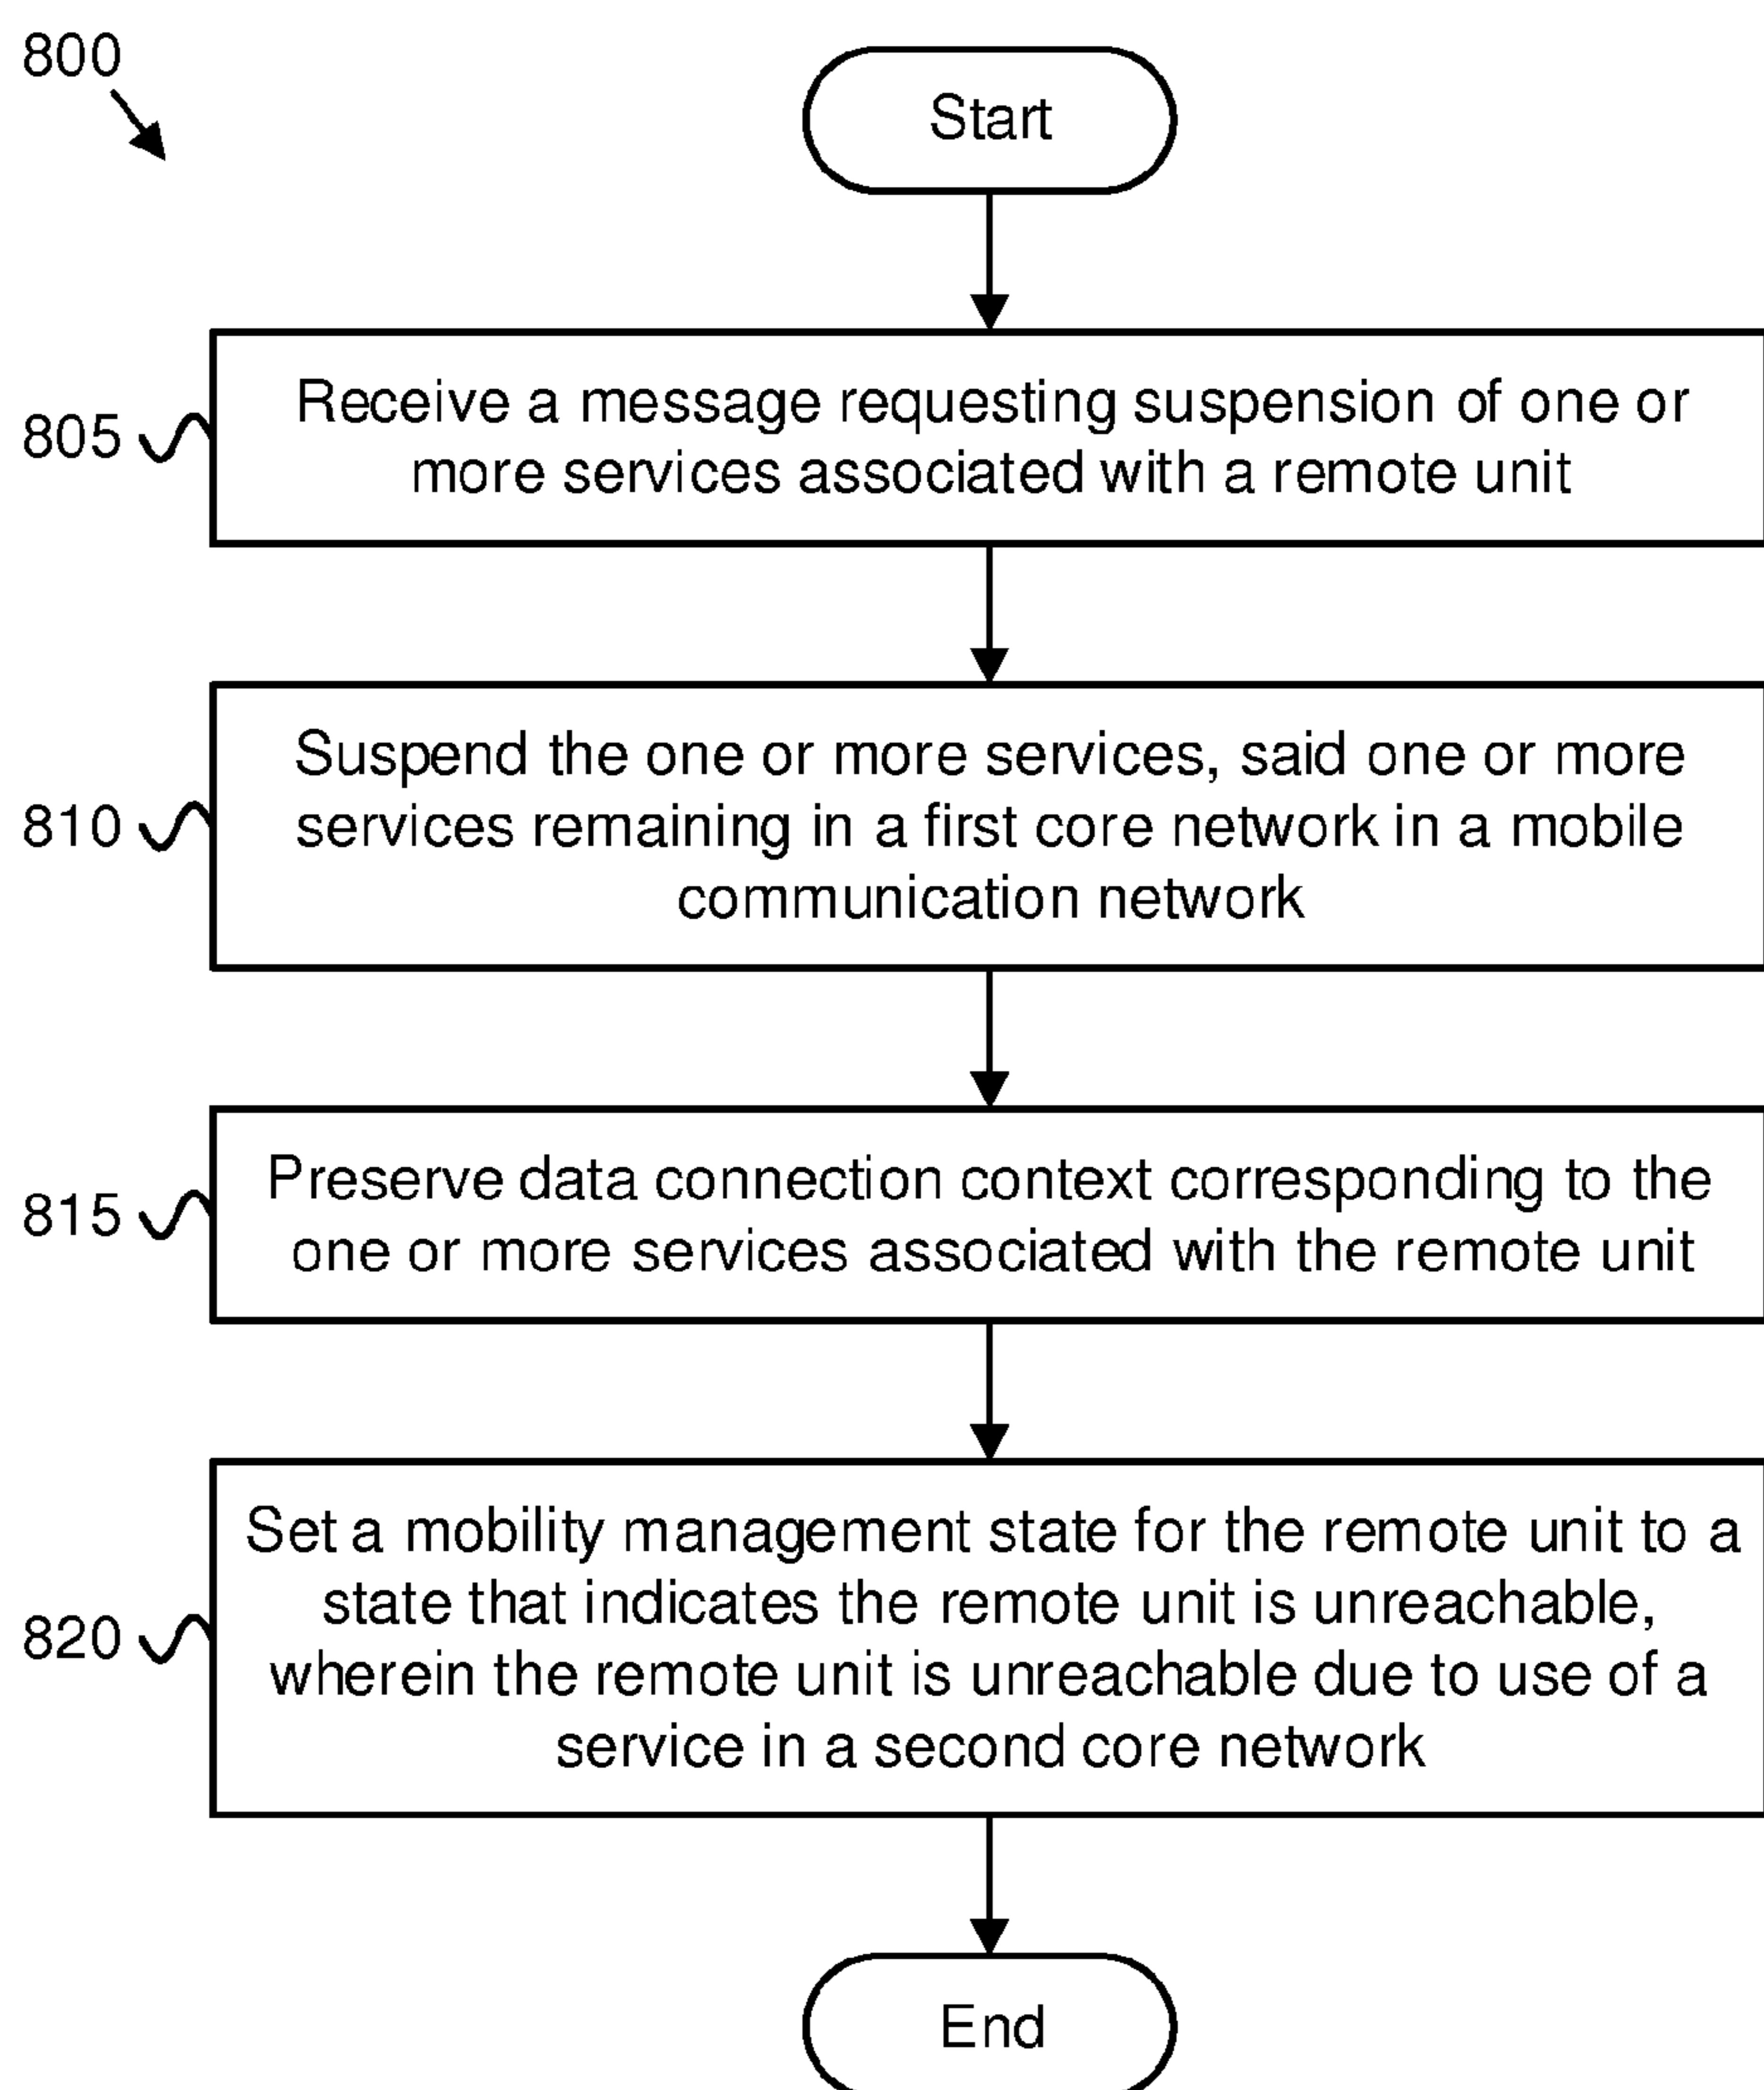 800
Start
805
Receive a message requesting suspension of one or
more services associated with a remote unit
810
Suspend the one or more services, said one or more
services remaining in a first core network in a mobile
communication network
815
Preserve data connection context corresponding to the
one or more services associated with the remote unit
820
Set a mobility management state for the remote unit to a
state that indicates the remote unit is unreachable,
wherein the remote unit is unreachable due to use of a
service in a second core network
End